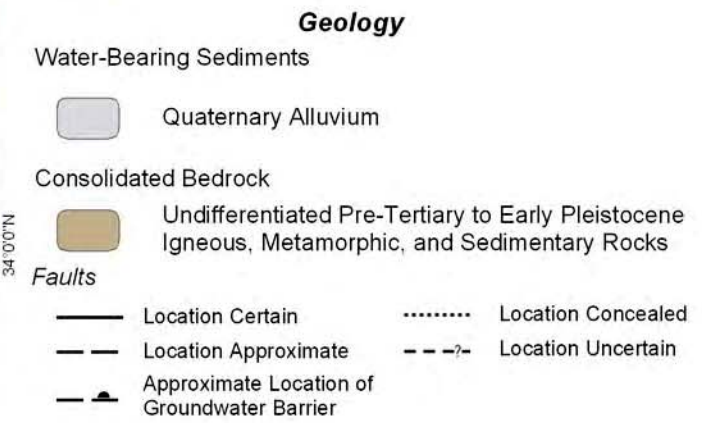 Geology
Water-Bearing Sediments
Quaternary Alluvium
Consolidated Bedrock
Undifferentiated Pre-Tertiary to Early Pleistocene
Igneous, Metamorphic, and Sedimentary Rocks
34°0'0"N
Faults
Location Certain
Location Concealed
Location Approximate
-?-
Location Uncertain
Approximate Location of
Groundwater Barrier